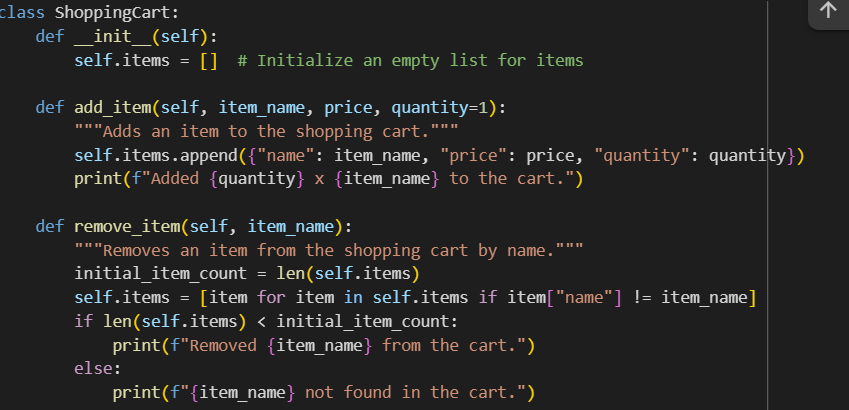 class ShoppingCart:
    def __init__(self):
        self.items = []  # Initialize an empty list for items

    def add_item(self, item_name, price, quantity=1):
        """Adds an item to the shopping cart."""
        self.items.append({"name": item_name, "price": price, "quantity": quantity})
        print(f"Added {quantity} x {item_name} to the cart.")

    def remove_item(self, item_name):
        """Removes an item from the shopping cart by name."""
        initial_item_count = len(self.items)
        self.items = [item for item in self.items if item["name"] != item_name]
        if len(self.items) < initial_item_count:
            print(f"Removed {item_name} from the cart.")
        else:
            print(f"{item_name} not found in the cart.")